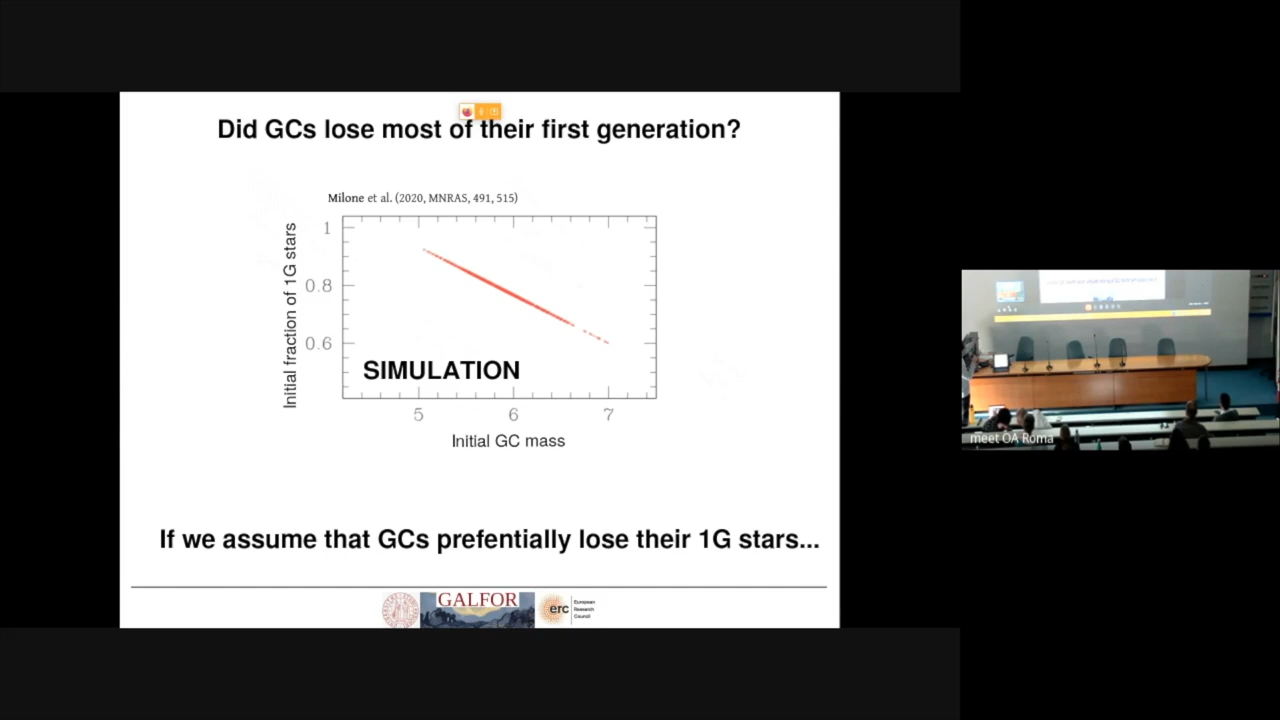 Did GCs lose most of their first generation?
Milone et al. (2020, MNRAS, 491, 515)
Initial fraction of 1G stars
1
0.8
0.6
SIMULATION
5
6
7
Initial GC mass
If we assume that GCs prefentially lose their 1G stars...
GALFOR
erc
European
Research
Council
meet OA Roma